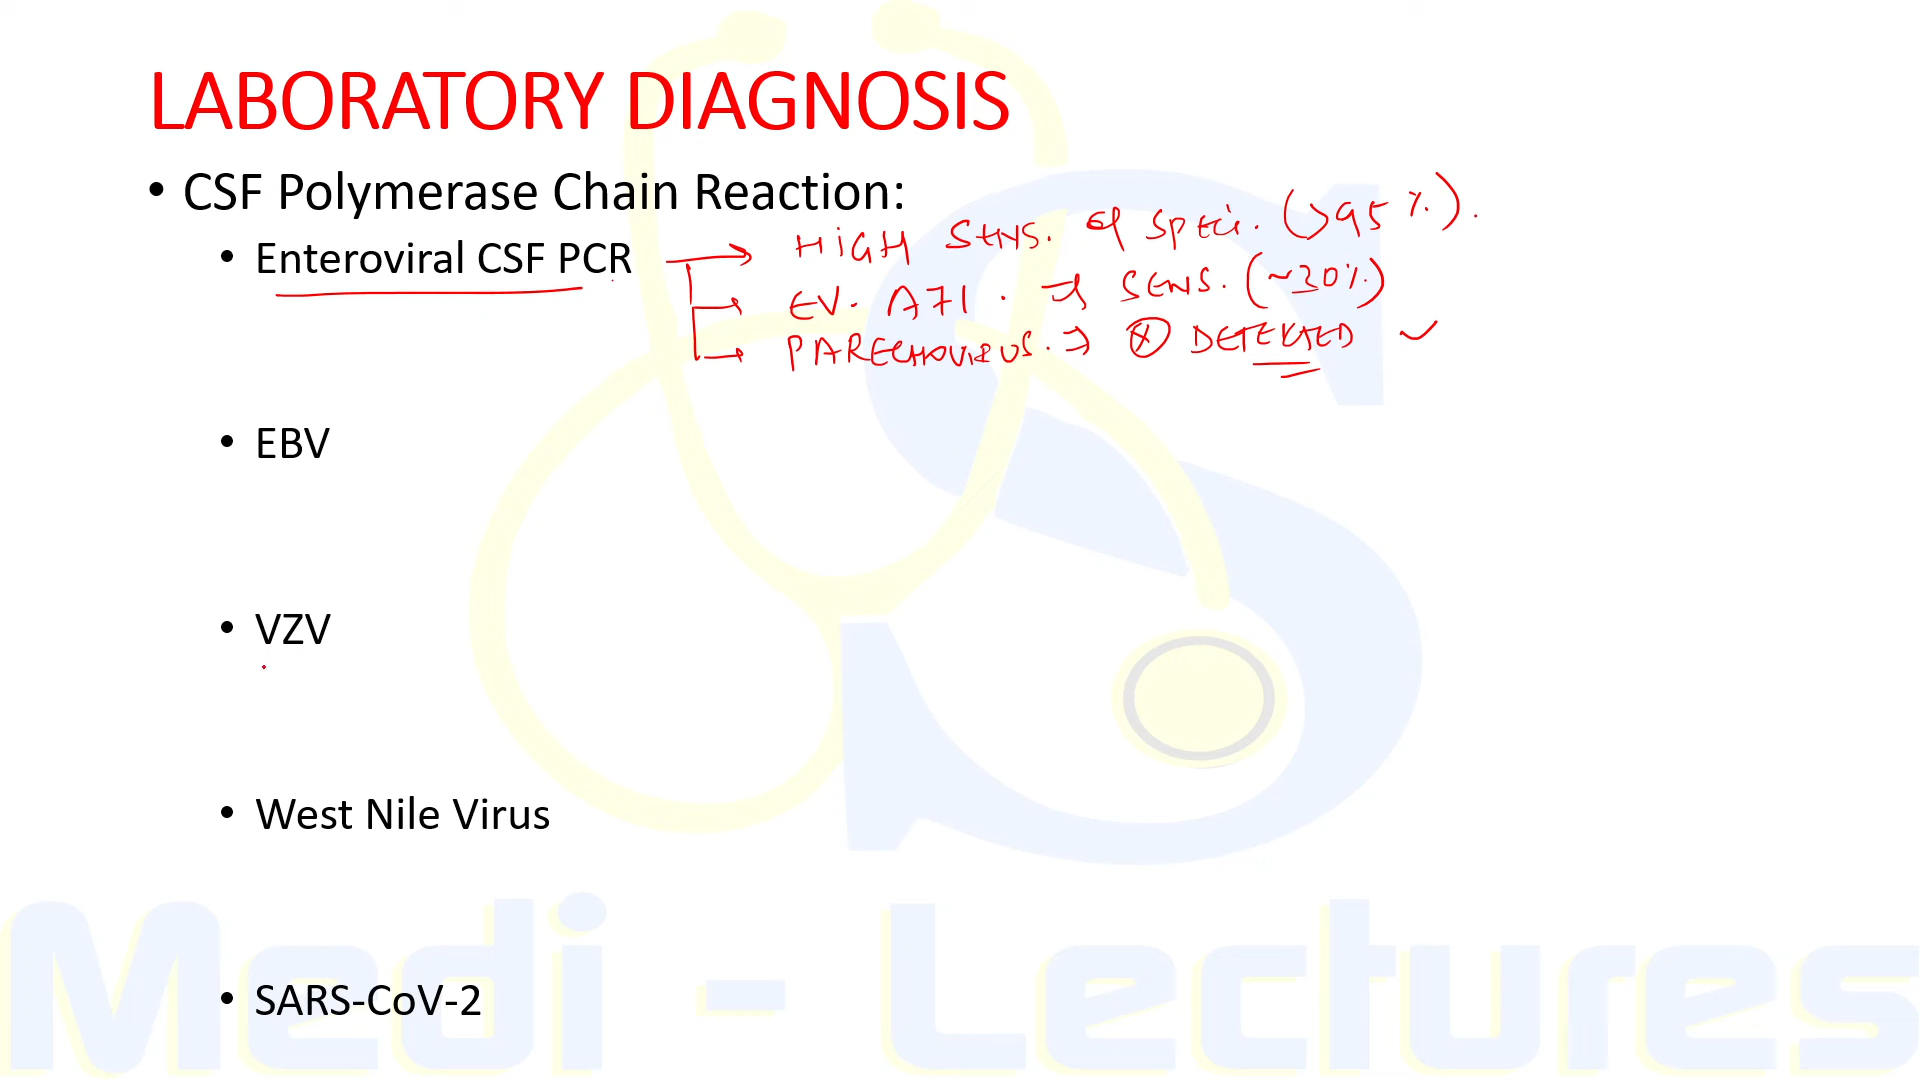 LABORATORY DIAGNOSIS
• CSF Polymerase Chain Reaction:
• Enteroviral CSF PCR → HIGH SENS. & SPECi. (>95%).
EV. A71. ⇒ SENS. (~30%)
PARECHOVIRUS. ⇒ ⓧ DETECTED ✓
• EBV
• VZV
• West Nile Virus
• SARS-CoV-2
Medi - Lectures